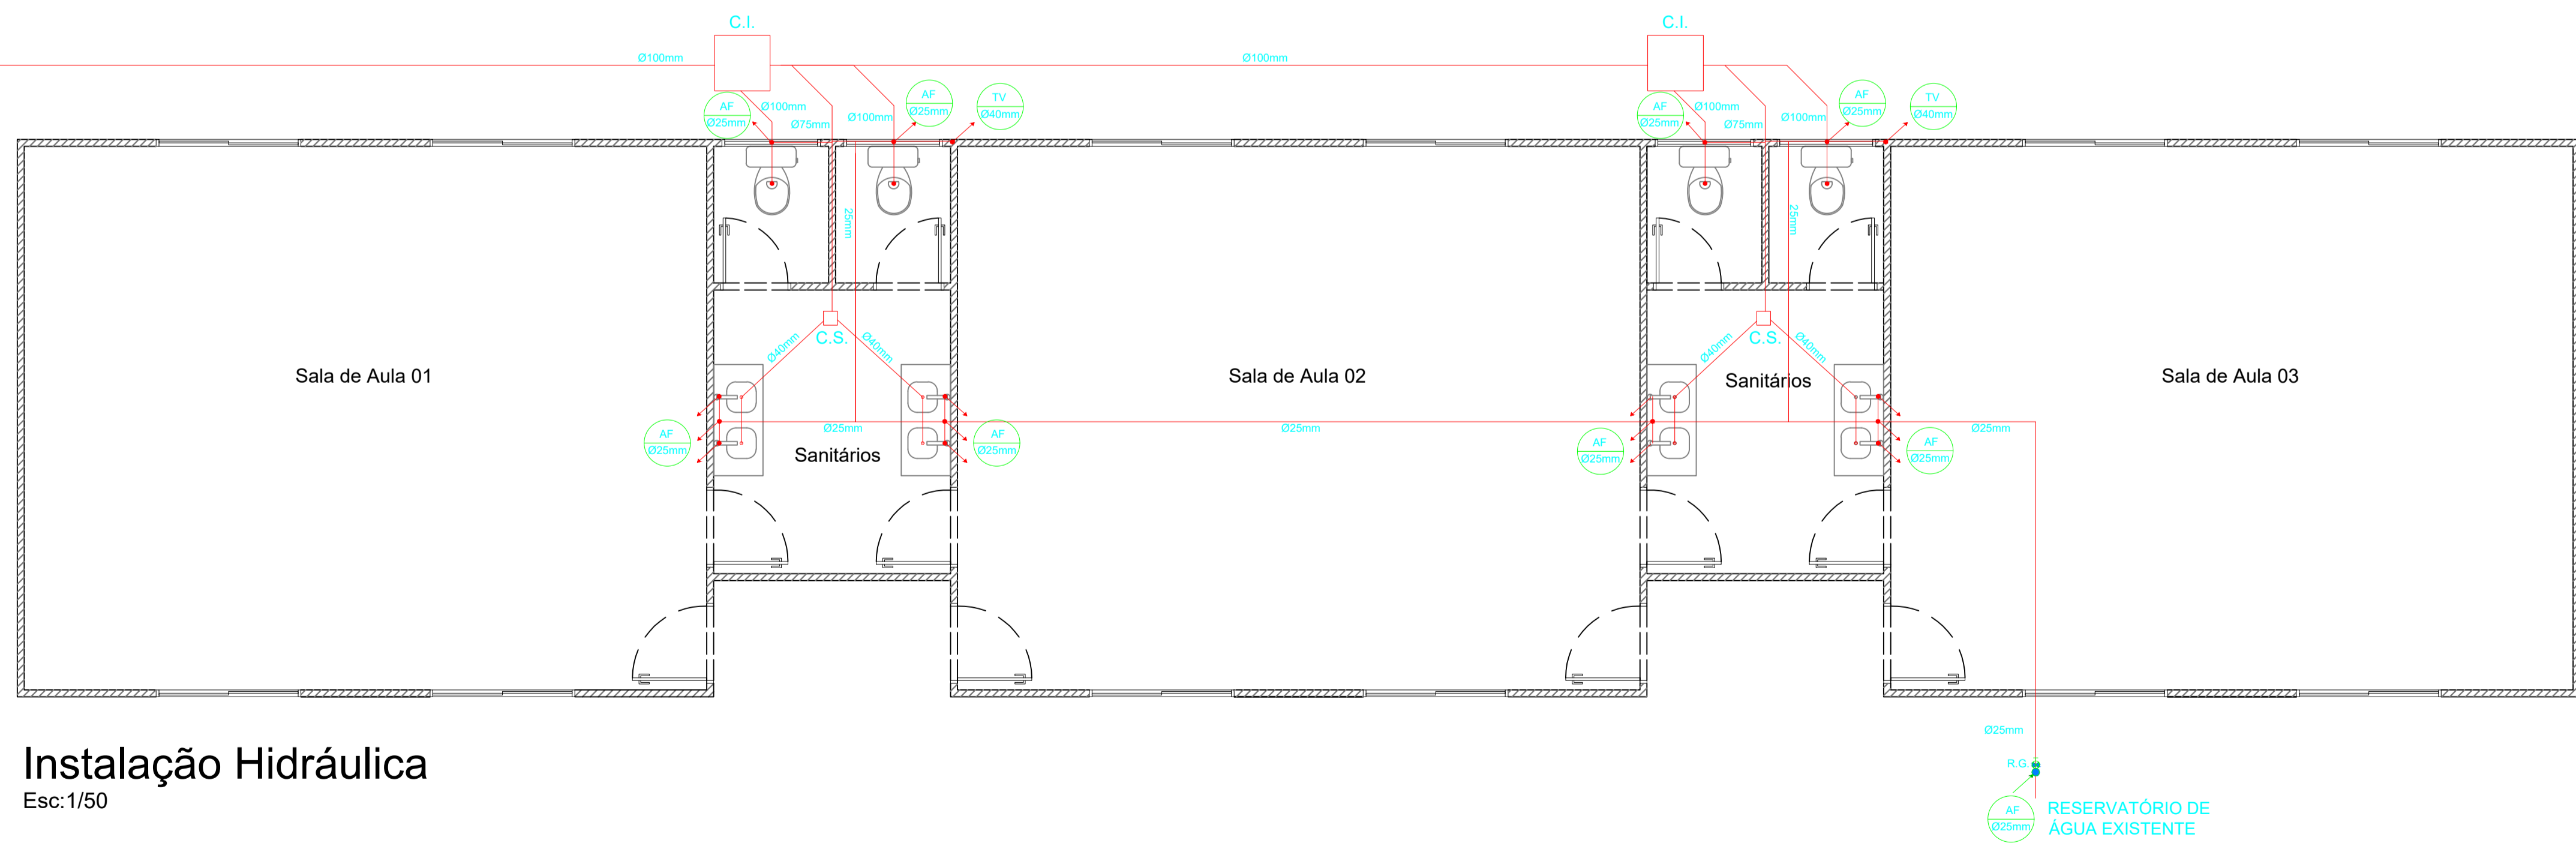 C.I.
C.I.
Ø100mm
Ø100mm
AF
Ø25mm
Ø100mm
Ø75mm
Ø100mm
AF
Ø25mm
TV
Ø40mm
AF
Ø25mm
Ø100mm
Ø75mm
Ø100mm
AF
Ø25mm
TV
Ø40mm
25mm
25mm
Ø40mm
C.S.
Ø40mm
Ø40mm
C.S.
Ø40mm
Sala de Aula 01
Sala de Aula 02
Sanitários
Sala de Aula 03
AF
Ø25mm
Ø25mm
AF
Ø25mm
Ø25mm
AF
Ø25mm
AF
Ø25mm
Ø25mm
Sanitários
Ø25mm
R.G.
AF
Ø25mm
RESERVATÓRIO DE
ÁGUA EXISTENTE
Instalação Hidráulica
Esc:1/50